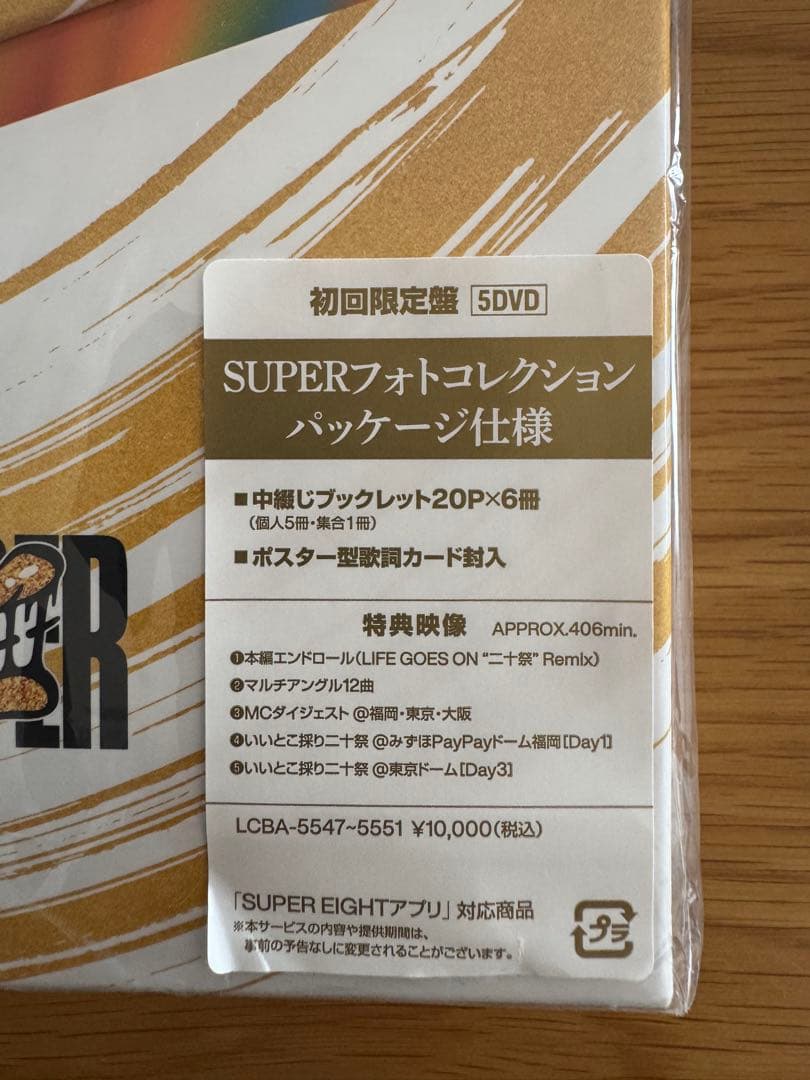 初回限定盤 5DVD
SUPERフォトコレクション
パッケージ仕様
■中綴じブックレット20P×6冊
(個人5冊・集合1冊)
■ポスター型歌詞カード封入
特典映像 APPROX.406min.
❶本編エンドロール(LIFE GOES ON “二十祭” Remix)
❷マルチアングル12曲
❸MCダイジェスト @福岡・東京・大阪
❹いいとこ採り二十祭 @みずほPayPayドーム福岡[Day1]
❺いいとこ採り二十祭 @東京ドーム[Day3]
LCBA-5547~5551 ¥10,000(税込)
「SUPER EIGHTアプリ」対応商品
※本サービスの内容や提供期間は、
事前の予告なしに変更されることがございます。
プラ